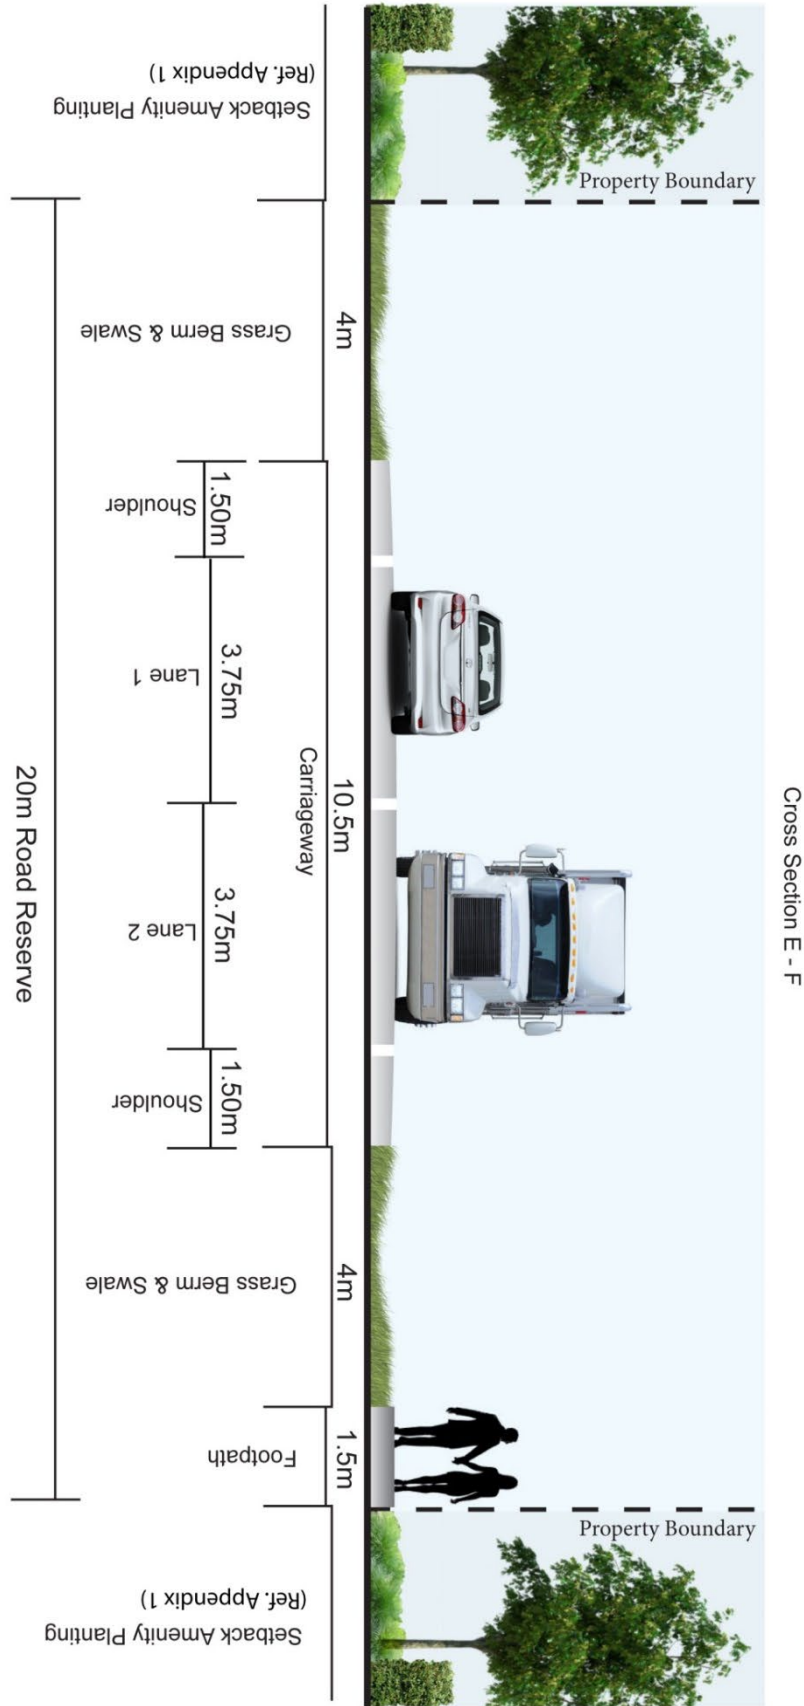 Cross Section E - F
Property Boundary
Property Boundary
4m
10.5m
4m
1.5m
Setback Amenity Planting
(Ref. Appendix 1)
Grass Berm & Swale
Carriageway
Grass Berm & Swale
Footpath
Setback Amenity Planting
(Ref. Appendix 1)
1.50m
Shoulder
3.75m
Lane 1
3.75m
Lane 2
1.50m
Shoulder
20m Road Reserve